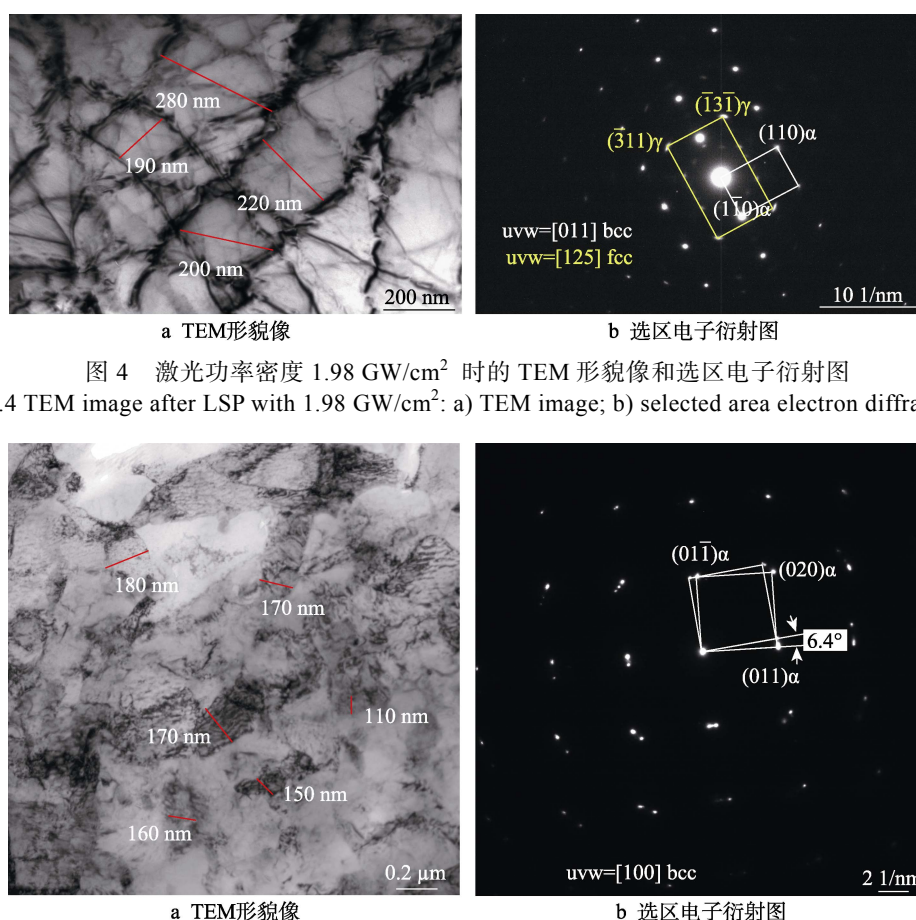 280 nm
190 nm
220 nm
200 nm
200 nm
(1̄31̄)γ
(3̄11)γ
(110)α
(11̄0)α
uvw=[011] bcc
uvw=[125] fcc
10 1/nm
a TEM形貌像
b 选区电子衍射图
图 4 激光功率密度 1.98 GW/cm² 时的 TEM 形貌像和选区电子衍射图
.4 TEM image after LSP with 1.98 GW/cm²: a) TEM image; b) selected area electron diffra
180 nm
170 nm
110 nm
170 nm
150 nm
160 nm
0.2 μm
(011̄)α
(020)α
6.4°
(011)α
uvw=[100] bcc
2 1/nm
a TEM形貌像
b 选区电子衍射图